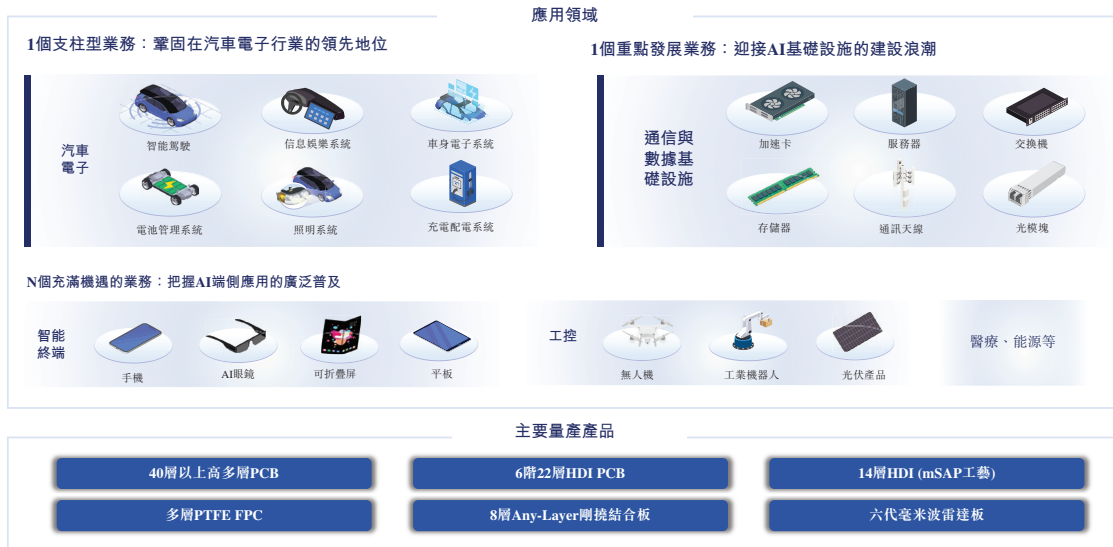 應用領域
1個支柱型業務：鞏固在汽車電子行業的領先地位
1個重點發展業務：迎接AI基礎設施的建設浪潮
汽車
電子
智能駕駛
信息娛樂系統
車身電子系統
電池管理系統
照明系統
充電配電系統
通信與
數據基
礎設施
加速卡
服務器
交換機
存儲器
通訊天線
光模塊
N個充滿機遇的業務：把握AI端側應用的廣泛普及
智能
終端
手機
AI眼鏡
可折疊屏
平板
工控
無人機
工業機器人
光伏產品
醫療、能源等
主要量產產品
40層以上高多層PCB
6階22層HDI PCB
14層HDI (mSAP工藝)
多層PTFE FPC
8層Any-Layer剛撓結合板
六代毫米波雷達板